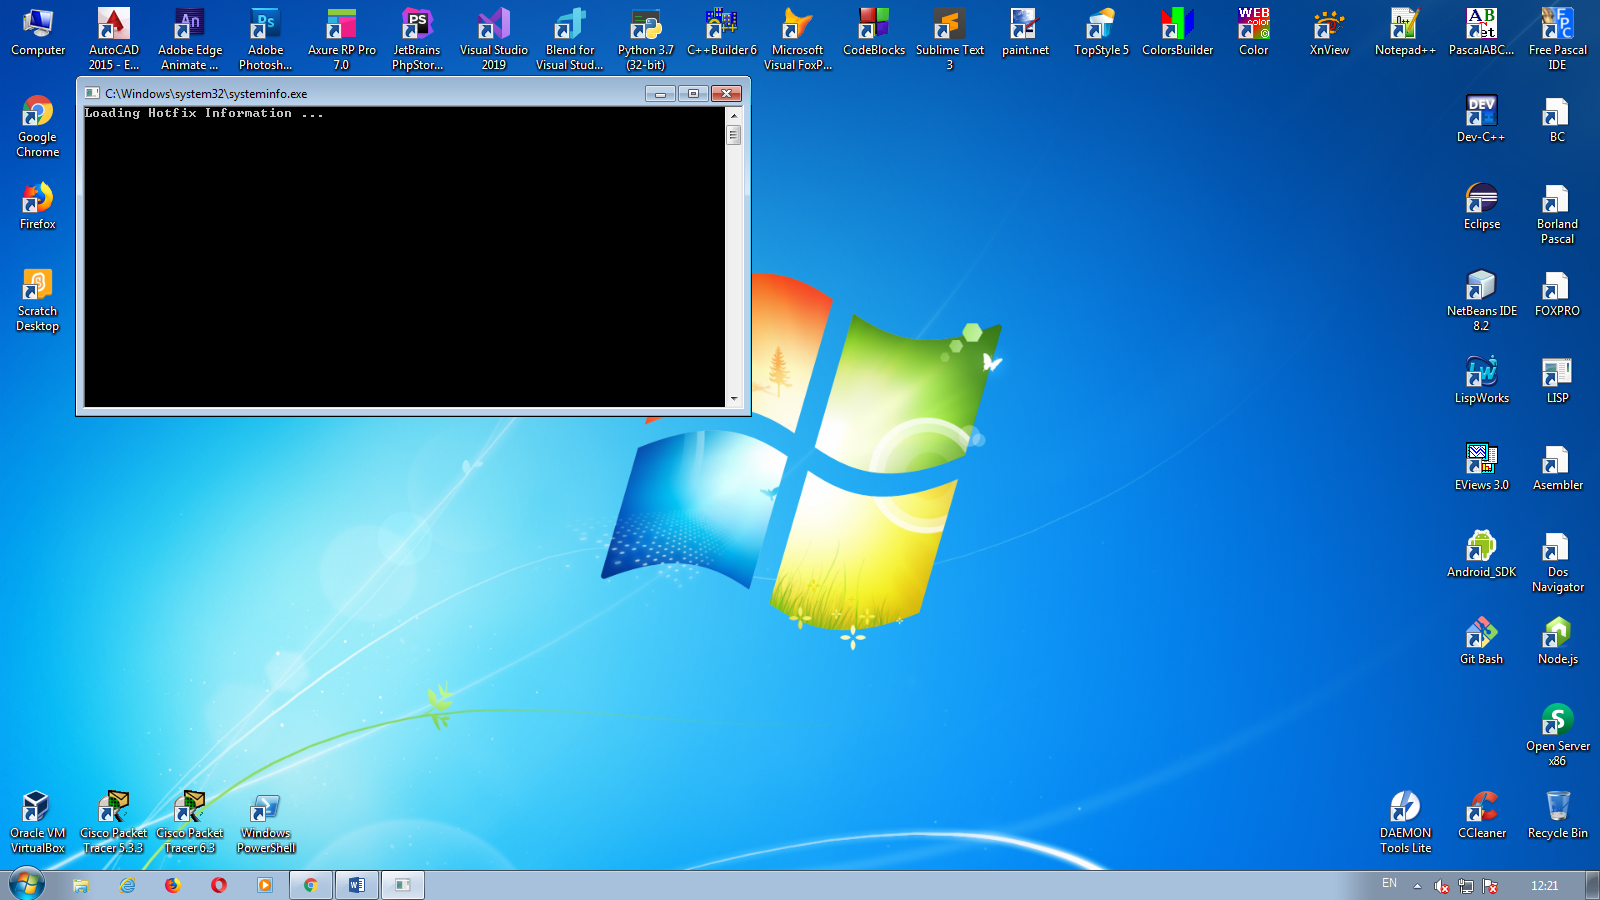 Computer
AutoCAD
2015 - E...
Adobe Edge
Animate ...
Adobe
Photosh...
Axure RP Pro
7.0
JetBrains
PhpStor...
Visual Studio
2019
Blend for
Visual Stud...
Python 3.7
(32-bit)
C++Builder 6
Microsoft
Visual FoxP...
CodeBlocks
Sublime Text
3
paint.net
TopStyle 5
ColorsBuilder
WEB
color
Color
XnView
Notepad++
PascalABC...
Free Pascal
IDE
C:\Windows\system32\systeminfo.exe
Loading Hotfix Information ...
Google
Chrome
Firefox
Scratch
Desktop
DEV
Dev-C++
BC
Eclipse
Borland
Pascal
NetBeans IDE
8.2
FOXPRO
LispWorks
LISP
EViews 3.0
Asembler
Android_SDK
Dos
Navigator
Git Bash
Node.js
Open Server
x86
Oracle VM
VirtualBox
Cisco Packet
Tracer 5.3.3
Cisco Packet
Tracer 6.3
Windows
PowerShell
DAEMON
Tools Lite
CCleaner
Recycle Bin
EN
12:21